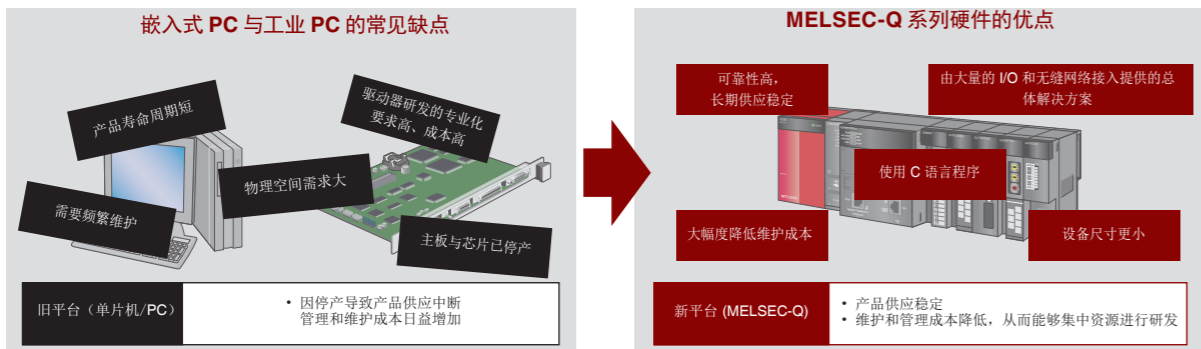 嵌入式 PC 与工业 PC 的常见缺点
产品寿命周期短
驱动器研发的专业化
要求高、成本高
物理空间需求大
需要频繁维护
主板与芯片已停产
旧平台（单片机/PC）
• 因停产导致产品供应中断
管理和维护成本日益增加
MELSEC-Q 系列硬件的优点
可靠性高，
长期供应稳定
由大量的 I/O 和无缝网络接入提供的总
体解决方案
使用 C 语言程序
大幅度降低维护成本
设备尺寸更小
新平台 (MELSEC-Q)
• 产品供应稳定
• 维护和管理成本降低，从而能够集中资源进行研发